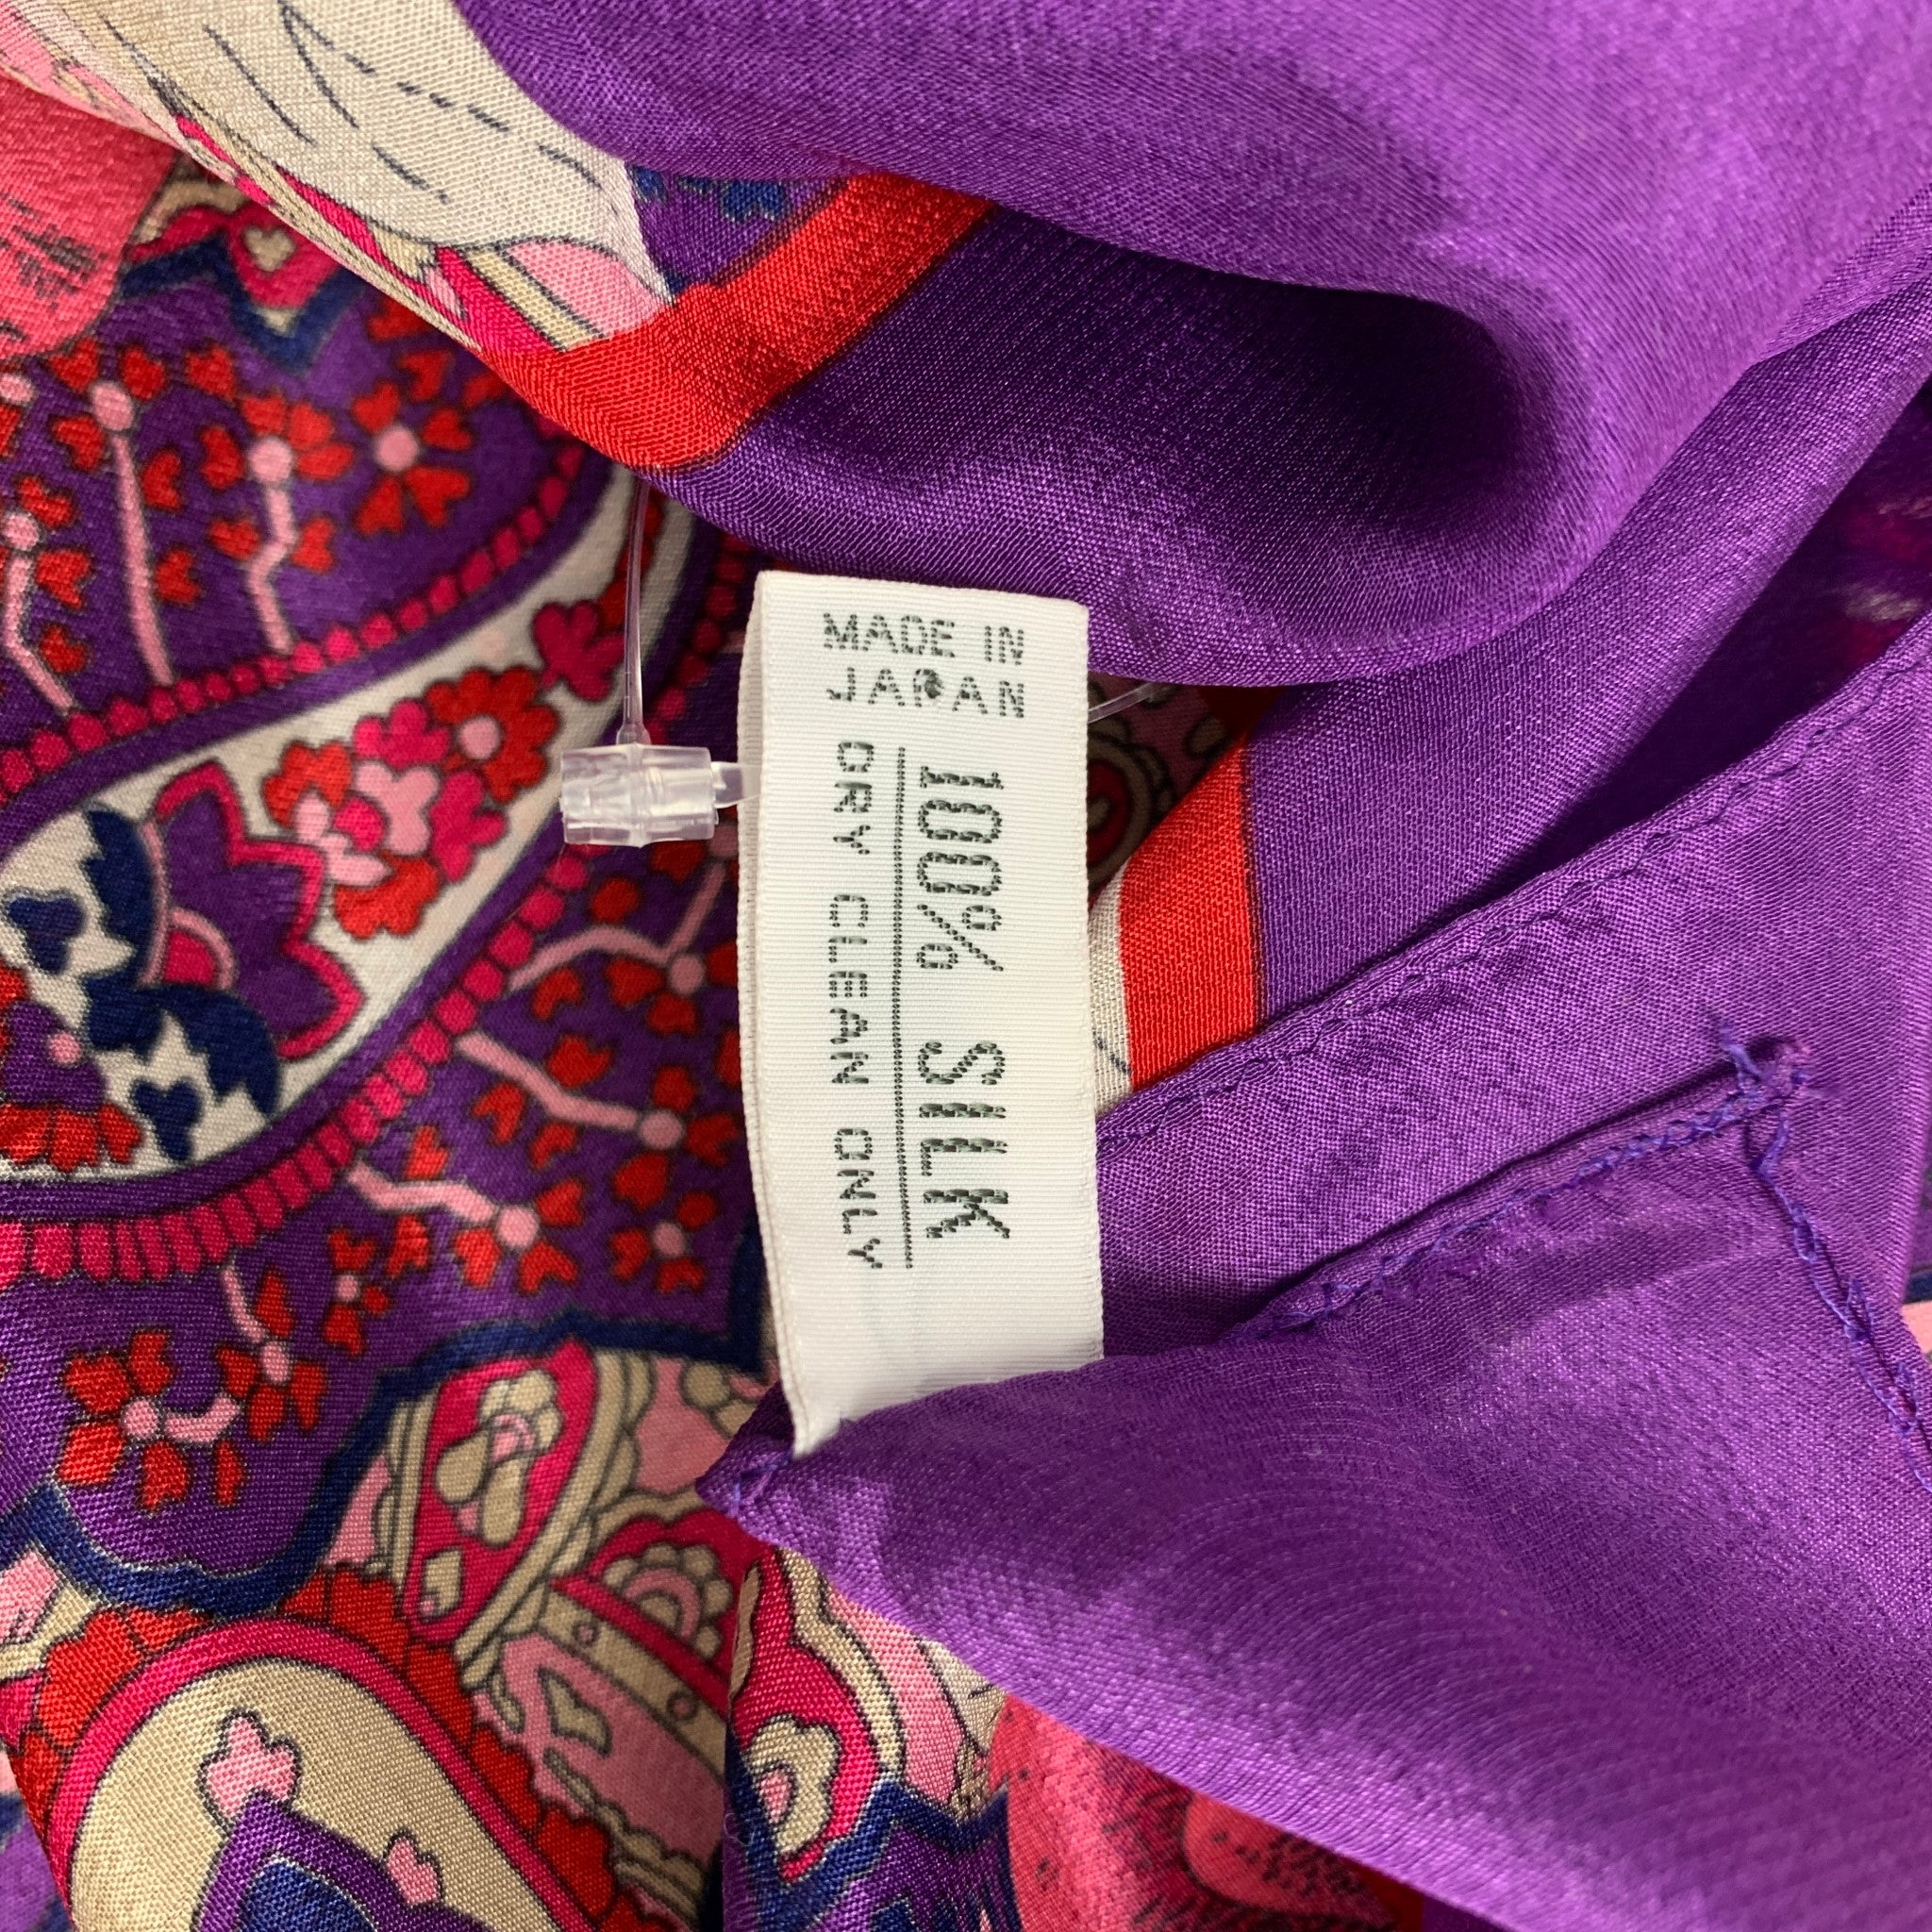 MADE IN
JAPAN
100% SILK
DRY CLEAN ONLY